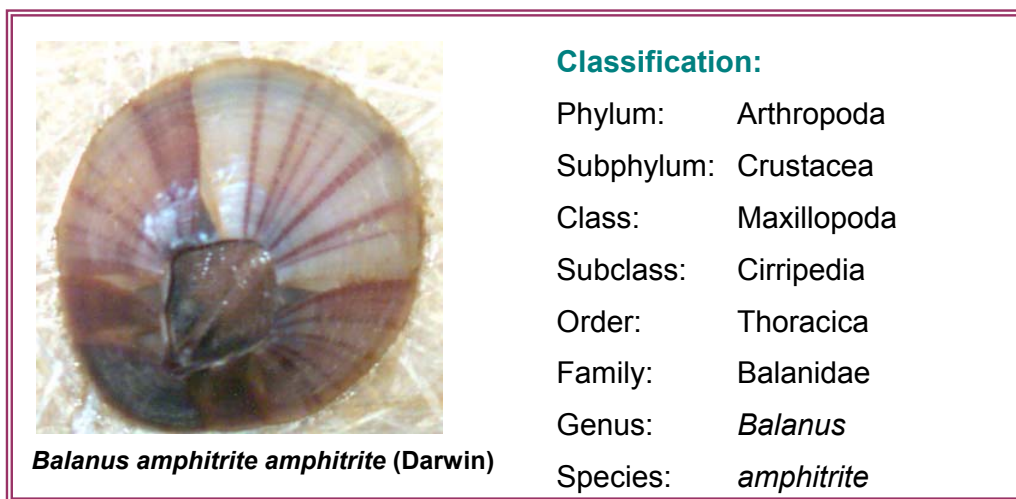 Classification:
Phylum: Arthropoda
Subphylum: Crustacea
Class: Maxillopoda
Subclass: Cirripedia
Order: Thoracica
Family: Balanidae
Genus: Balanus
Species: amphitrite
Balanus amphitrite amphitrite (Darwin)